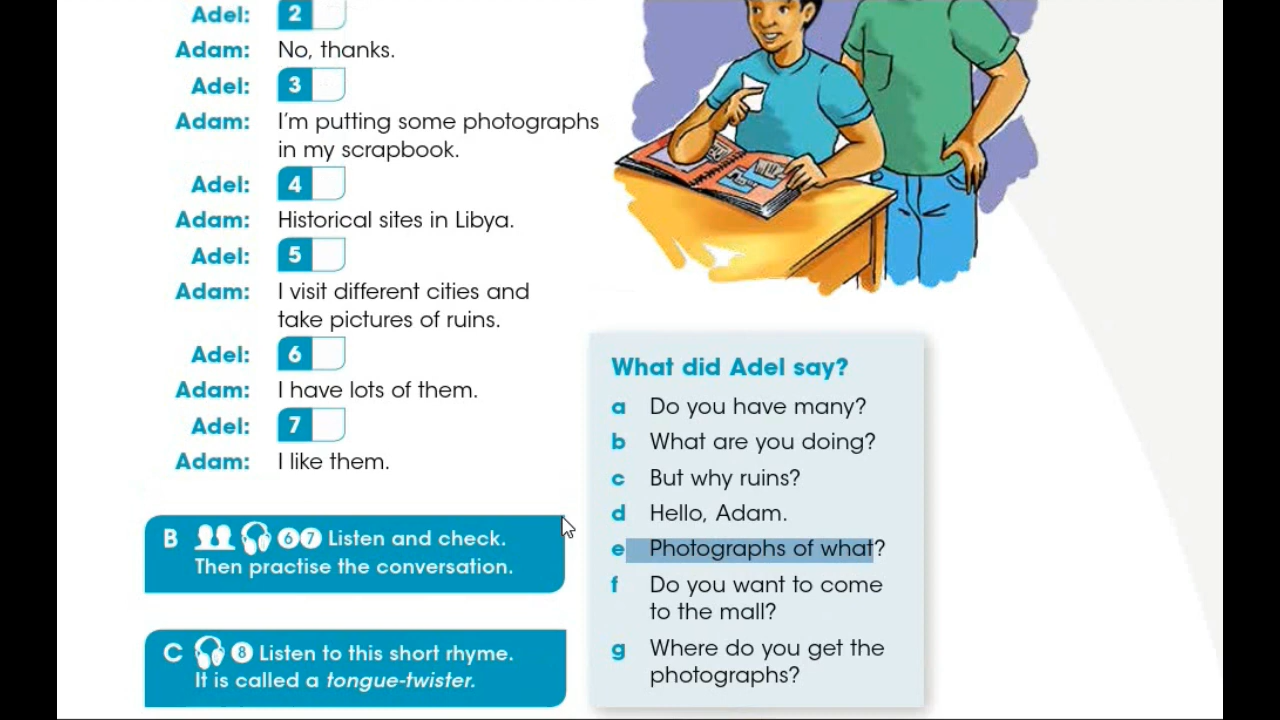 Adel: 2
Adam: No, thanks.
Adel: 3
Adam: I'm putting some photographs
in my scrapbook.
Adel: 4
Adam: Historical sites in Libya.
Adel: 5
Adam: I visit different cities and
take pictures of ruins.
Adel: 6
Adam: I have lots of them.
Adel: 7
Adam: I like them.
B 6 7 Listen and check.
Then practise the conversation.
C 8 Listen to this short rhyme.
It is called a tongue-twister.
What did Adel say?
a Do you have many?
b What are you doing?
c But why ruins?
d Hello, Adam.
e Photographs of what?
f Do you want to come
to the mall?
g Where do you get the
photographs?